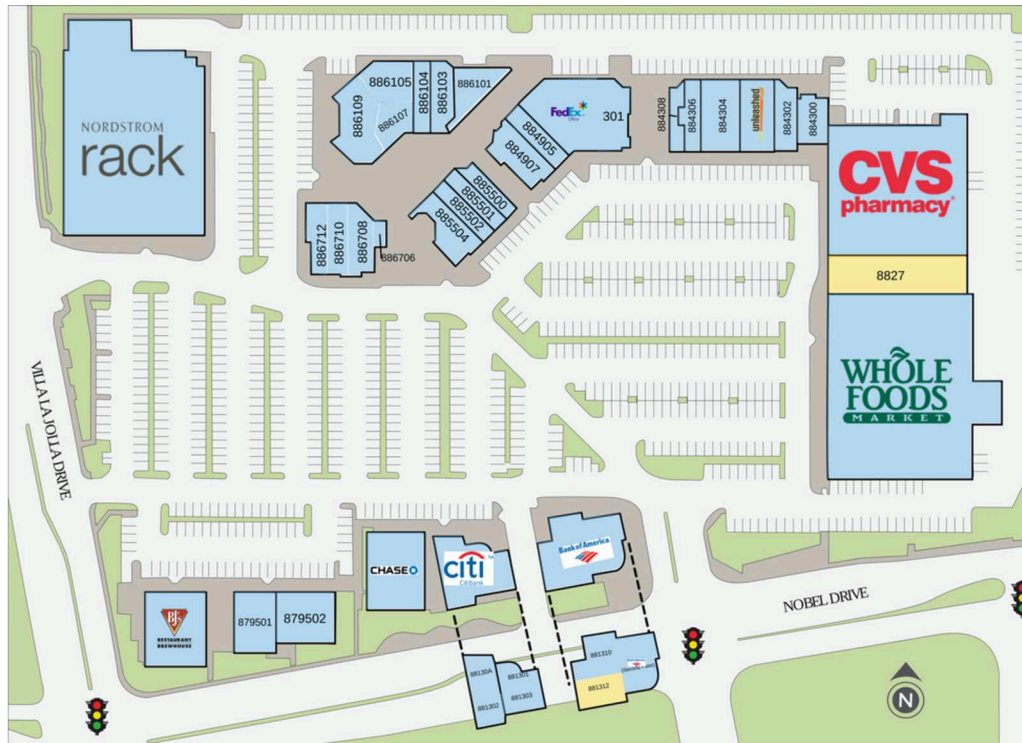 NORDSTROM
rack
886109
886105
886107
886104
886103
886101
FedEx
Office
301
884905
884907
884308
884306
884304
unleashed
884302
884300
CVS
pharmacy
8827
WHOLE
FOODS
MARKET
885500
885501
885502
885504
886712
886710
886708
886706
VILLA LA JOLLA DRIVE
CHASE
citi
Citibank
Bank of America
BJ's
RESTAURANT
BREWHOUSE
879501
879502
NOBEL DRIVE
88130A
881301
881302
881303
881310
881312
N